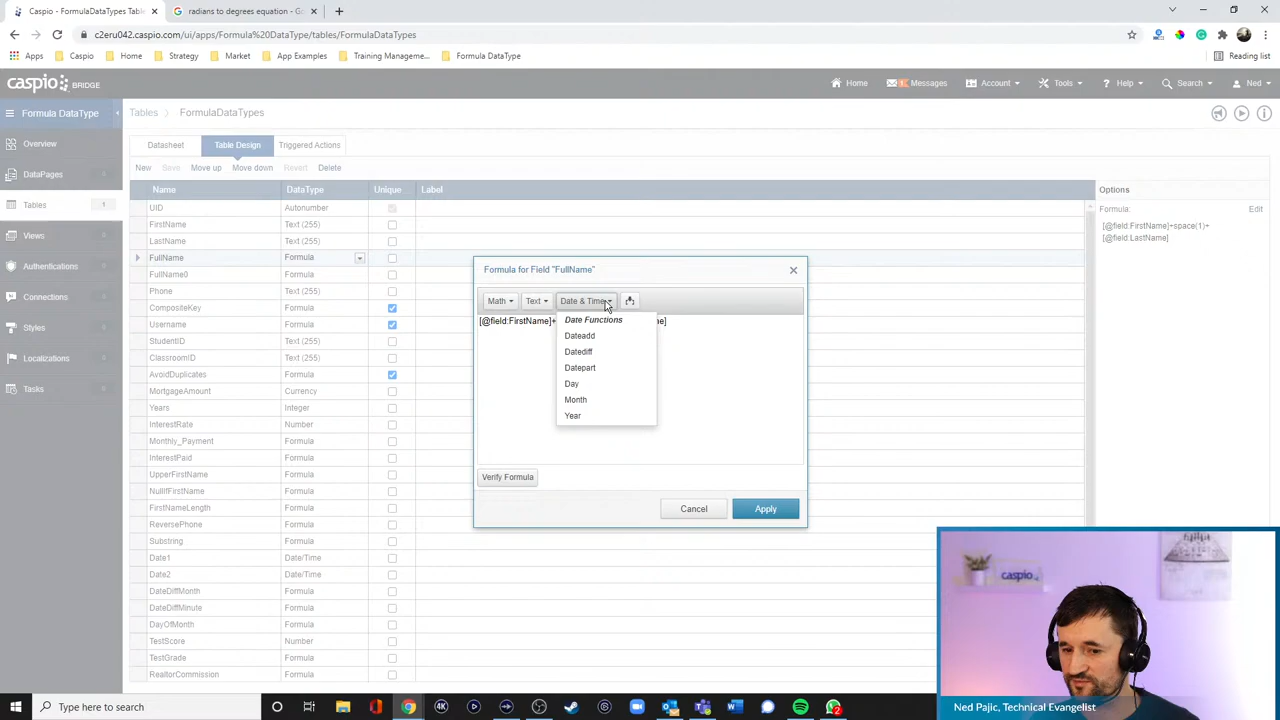 Caspio - FormulaDataTypes Tabl
radians to degrees equation - Go
c2eru042.caspio.com/ui/apps/Formula%20DataType/tables/FormulaDataTypes
Apps
Caspio
Home
Strategy
Market
App Examples
Training Manageme...
Formula DataType
Reading list
caspio BRIDGE
Home
Messages
Account
Tools
Help
Search
Ned
Formula DataType
Tables
FormulaDataTypes
Overview
DataPages
Tables 1
Views
Authentications
Connections
Styles
Localizations
Tasks
Datasheet
Table Design
Triggered Actions
New Save Move up Move down Revert Delete
Name DataType Unique Label
UID Autonumber
FirstName Text (255)
LastName Text (255)
FullName Formula
FullName0 Formula
Phone Formula
CompositeKey Formula
Username Formula
StudentID Text (255)
ClassroomID Text (255)
AvoidDuplicates Formula
MortgageAmount Currency
Years Integer
InterestRate Number
Monthly_Payment Formula
InterestPaid Formula
UpperFirstName Formula
NullIfFirstName Formula
FirstNameLength Formula
ReversePhone Formula
Substring Formula
Date1 Date/Time
Date2 Date/Time
DateDiffMonth Formula
DateDiffMinute Formula
DayOfMonth Formula
TestScore Number
TestGrade Formula
RealtorCommission Formula
Options
Formula: Edit
[@field:FirstName]+space(1)+
[@field:LastName]
Formula for Field "FullName"
Math
Text
Date & Time
[@field:FirstName]+ e]
Date Functions
Dateadd
Datediff
Datepart
Day
Month
Year
Verify Formula
Cancel
Apply
caspio
Ned Pajic, Technical Evangelist
Type here to search
4K